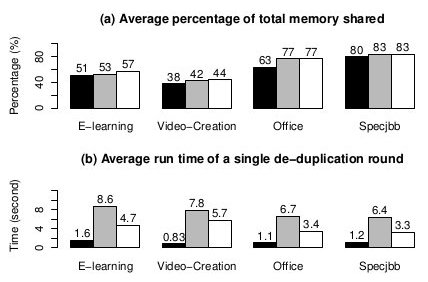 (a) Average percentage of total memory shared
Percentage (%)
80
40
0
51 53 57
38 42 44
63 77 77
80 83 83
E−learning Video−Creation Office Specjbb
(b) Average run time of a single de−duplication round
Time (second)
8
4
0
1.6 8.6 4.7
0.83 7.8 5.7
1.1 6.7 3.4
1.2 6.4 3.3
E−learning Video−Creation Office Specjbb